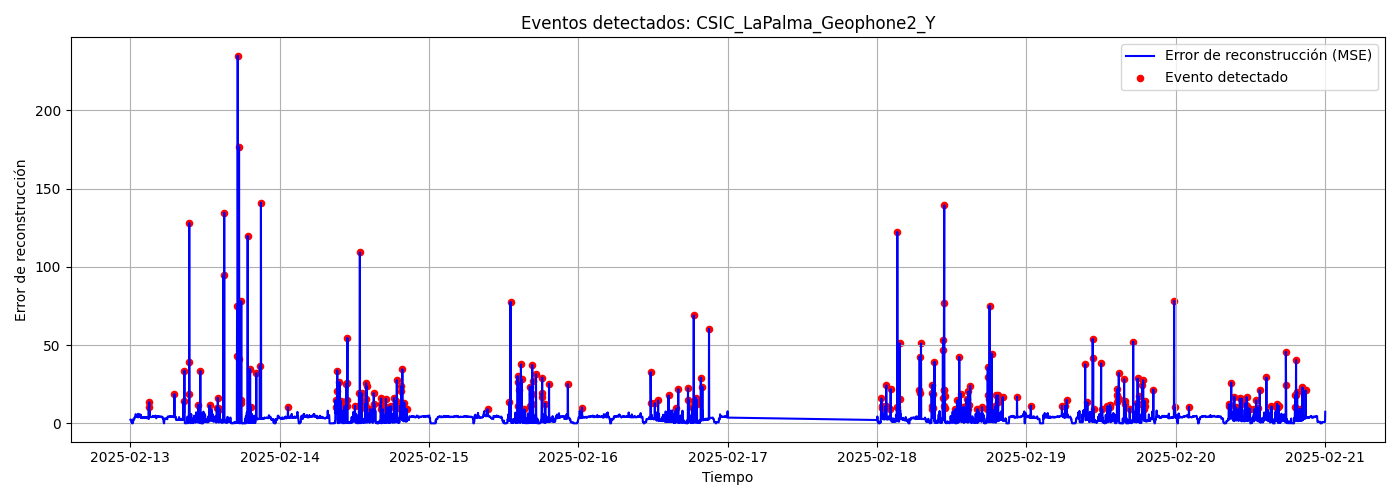 Eventos detectados: CSIC_LaPalma_Geophone2_Y
Error de reconstrucción (MSE)
Evento detectado
Error de reconstrucción
200
150
100
50
0
2025-02-13
2025-02-14
2025-02-15
2025-02-16
2025-02-17
2025-02-18
2025-02-19
2025-02-20
2025-02-21
Tiempo